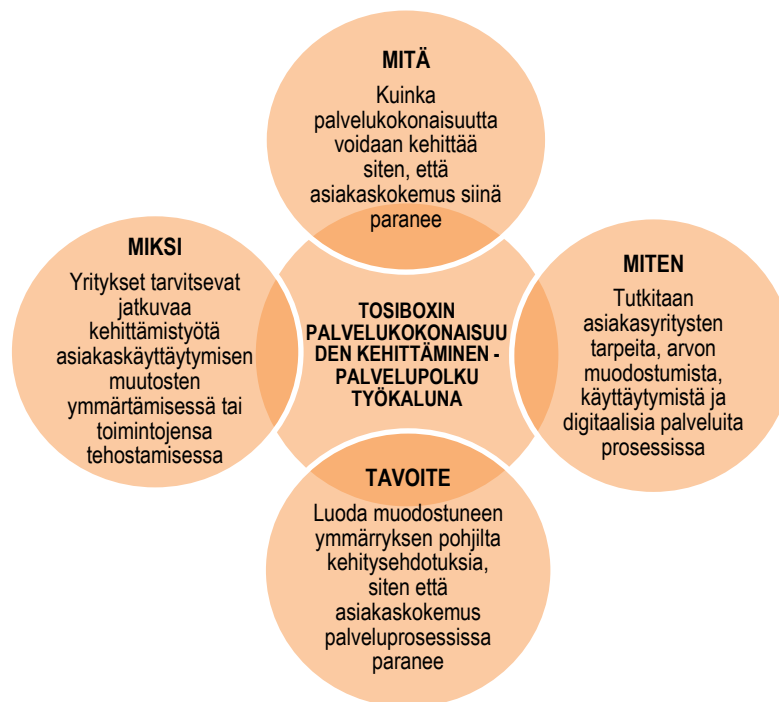 MITÄ
Kuinka
palvelukokonaisuutta
voidaan kehittää
siten, että
asiakaskokemus siinä
paranee
MIKSI
Yritykset tarvitsevat
jatkuvaa
kehittämistyötä
asiakaskäyttäytymisen
muutosten
ymmärtämisessä tai
toimintojensa
tehostamisessa
TOSIBOXIN
PALVELUKOKONAISUU
DEN KEHITTÄMINEN -
PALVELUPOLKU
TYÖKALUNA
MITEN
Tutkitaan
asiakasyritysten
tarpeita, arvon
muodostumista,
käyttäytymistä ja
digitaalisia palveluita
prosessissa
TAVOITE
Luoda muodostuneen
ymmärryksen pohjilta
kehitysehdotuksia,
siten että
asiakaskokemus
palveluprosessissa
paranee